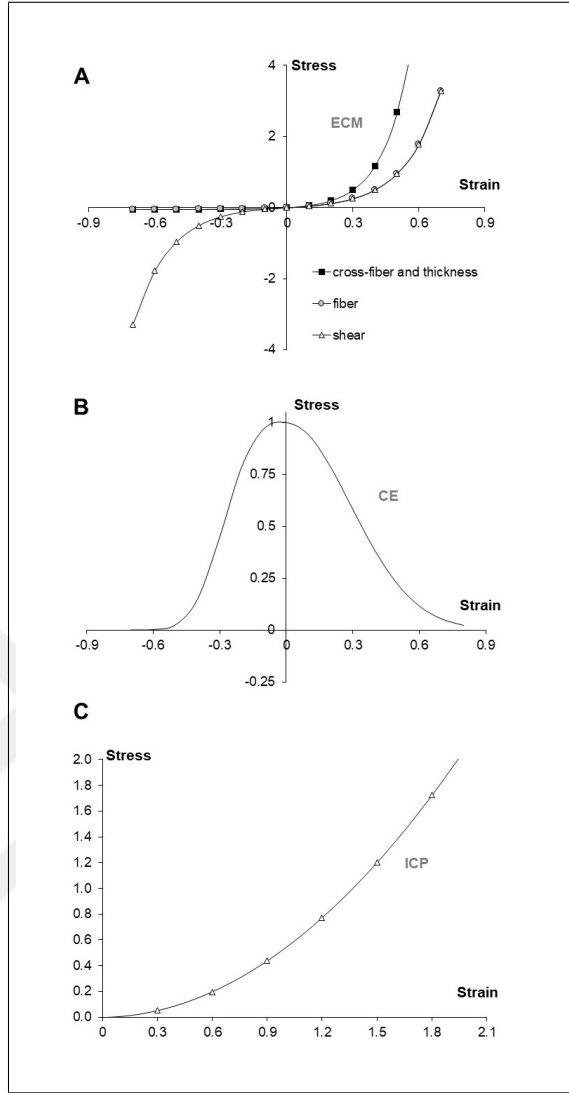 A
Stress
4
ECM
2
Strain
0
-0.9 -0.6 -0.3 0 0.3 0.6 0.9
cross-fiber and thickness
-2
fiber
shear
-4
B
Stress
1
0.75
CE
0.5
0.25
Strain
0
-0.9 -0.6 -0.3 0 0.3 0.6 0.9
-0.25
C
Stress
2.0
1.8
1.6
1.4
ICP
1.2
1.0
0.8
0.6
0.4
0.2
Strain
0.0
0 0.3 0.6 0.9 1.2 1.5 1.8 2.1